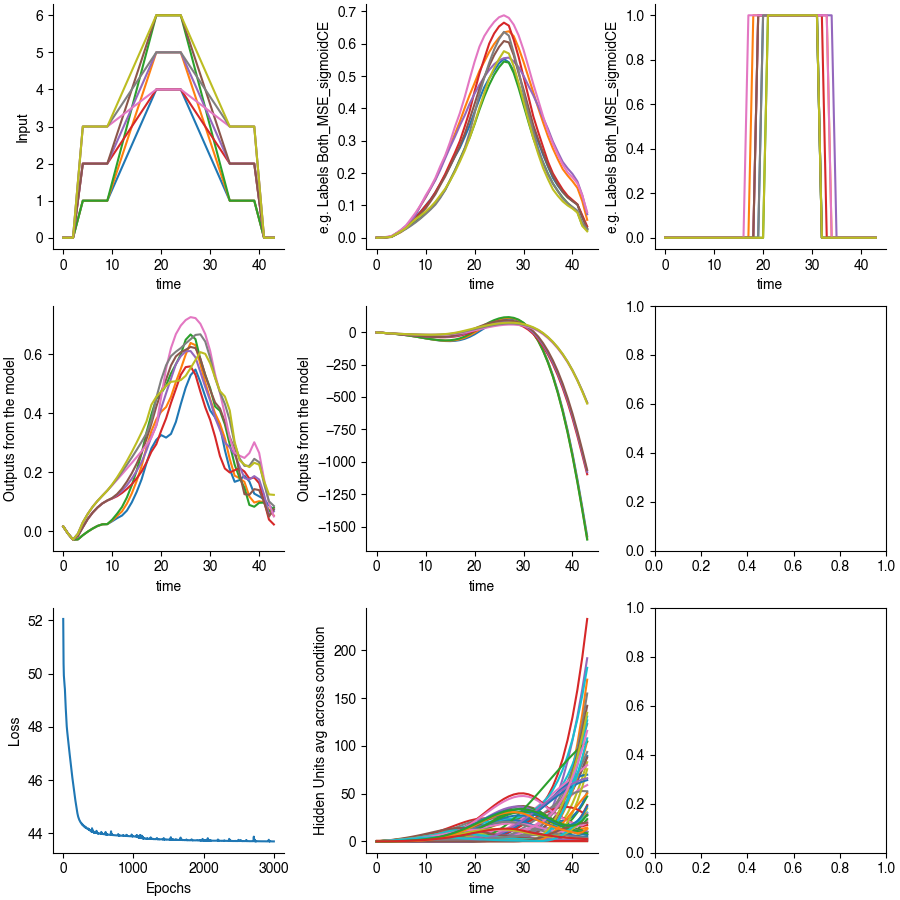 6
5
4
3
2
1
0
Input
0 10 20 30 40
time
0.7
0.6
0.5
0.4
0.3
0.2
0.1
0.0
e.g. Labels Both_MSE_sigmoidCE
0 10 20 30 40
time
1.0
0.8
0.6
0.4
0.2
0.0
e.g. Labels Both_MSE_sigmoidCE
0 10 20 30 40
time
0.6
0.4
0.2
0.0
Outputs from the model
0 10 20 30 40
time
0
−250
−500
−750
−1000
−1250
−1500
Outputs from the model
0 10 20 30 40
time
1.0
0.8
0.6
0.4
0.2
0.0
0.0 0.2 0.4 0.6 0.8 1.0
52
50
48
46
44
Loss
0 1000 2000 3000
Epochs
200
150
100
50
0
Hidden Units avg across condition
0 10 20 30 40
time
1.0
0.8
0.6
0.4
0.2
0.0
0.0 0.2 0.4 0.6 0.8 1.0